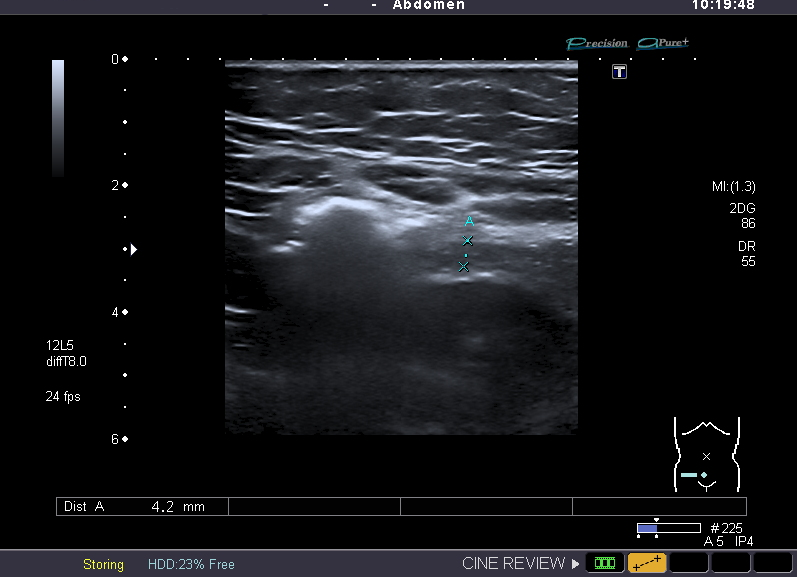 - - Abdomen
10:19:48
Precision APure+
T
0
2
4
6
A
MI:(1.3)
2DG
86
DR
55
12L5
diffT8.0
24 fps
Dist A 4.2 mm
#225
A 5 IP4
Storing HDD:23% Free CINE REVIEW